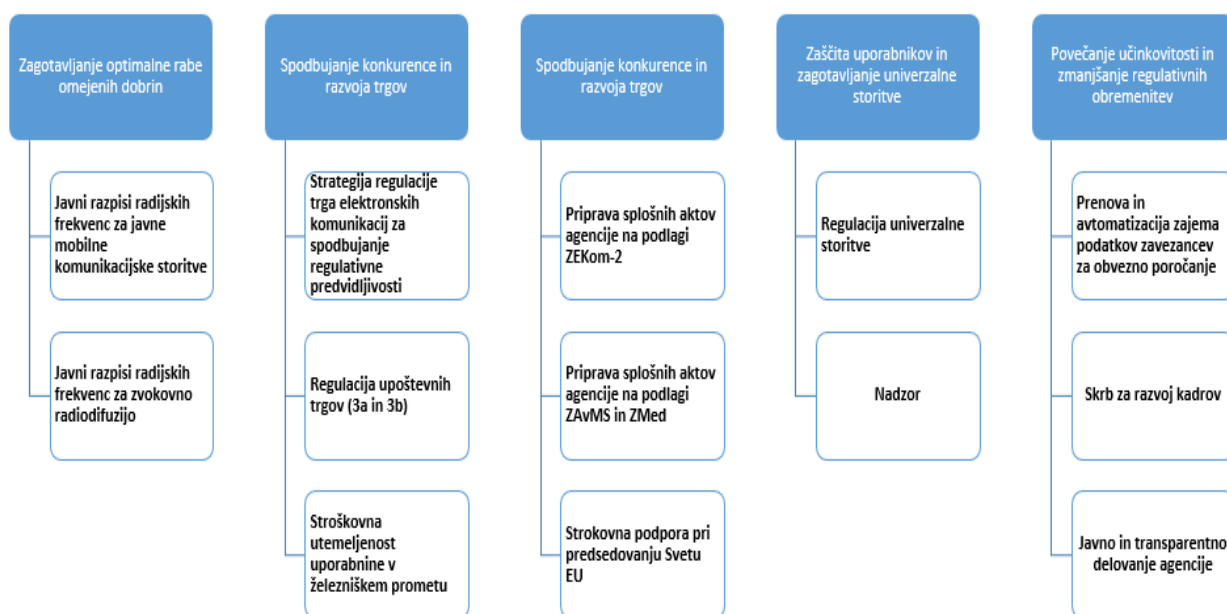 Zagotavljanje optimalne rabe
omejenih dobrin
Javni razpisi radijskih
frekvenc za javne
mobilne
komunikacijske storitve
Javni razpisi radijskih
frekvenc za zvokovno
radiodifuzijo
Spodbujanje konkurence in
razvoja trgov
Strategija regulacije
trga elektronskih
komunikacij za
spodbujanje
regulativne
predvidljivosti
Regulacija upoštevnih
trgov (3a in 3b)
Stroškovna
utemeljenost
uporabnine v
železniškem prometu
Spodbujanje konkurence in
razvoja trgov
Priprava splošnih aktov
agencije na podlagi
ZEKom-2
Priprava splošnih aktov
agencije na podlagi
ZAvMS in ZMed
Strokovna podpora pri
predsedovanju Svetu
EU
Zaščita uporabnikov in
zagotavljanje univerzalne
storitve
Regulacija univerzalne
storitve
Nadzor
Povečanje učinkovitosti in
zmanjšanje regulativnih
obremenitev
Prenova in
avtomatizacija zajema
podatkov zavezancev
za obvezno poročanje
Skrb za razvoj kadrov
Javno in transparentno
delovanje agencije